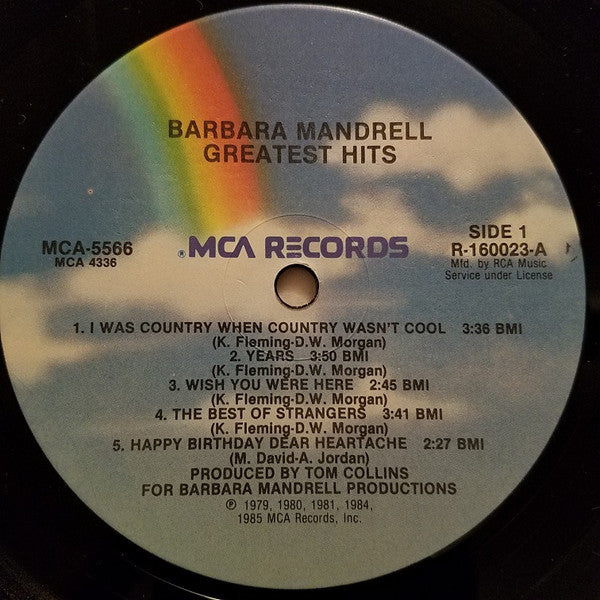 BARBARA MANDRELL
GREATEST HITS
MCA-5566
MCA 4336
®MCA RECORDS
SIDE 1
R-160023-A
Mfd. by RCA Music
Service under License
1. I WAS COUNTRY WHEN COUNTRY WASN'T COOL 3:36 BMI
(K. Fleming-D.W. Morgan)
2. YEARS 3:50 BMI
(K. Fleming-D.W. Morgan)
3. WISH YOU WERE HERE 2:45 BMI
(K. Fleming-D.W. Morgan)
4. THE BEST OF STRANGERS 3:41 BMI
(K. Fleming-D.W. Morgan)
5. HAPPY BIRTHDAY DEAR HEARTACHE 2:27 BMI
(M. David-A. Jordan)
PRODUCED BY TOM COLLINS
FOR BARBARA MANDRELL PRODUCTIONS
℗ 1979, 1980, 1981, 1984,
1985 MCA Records, Inc.